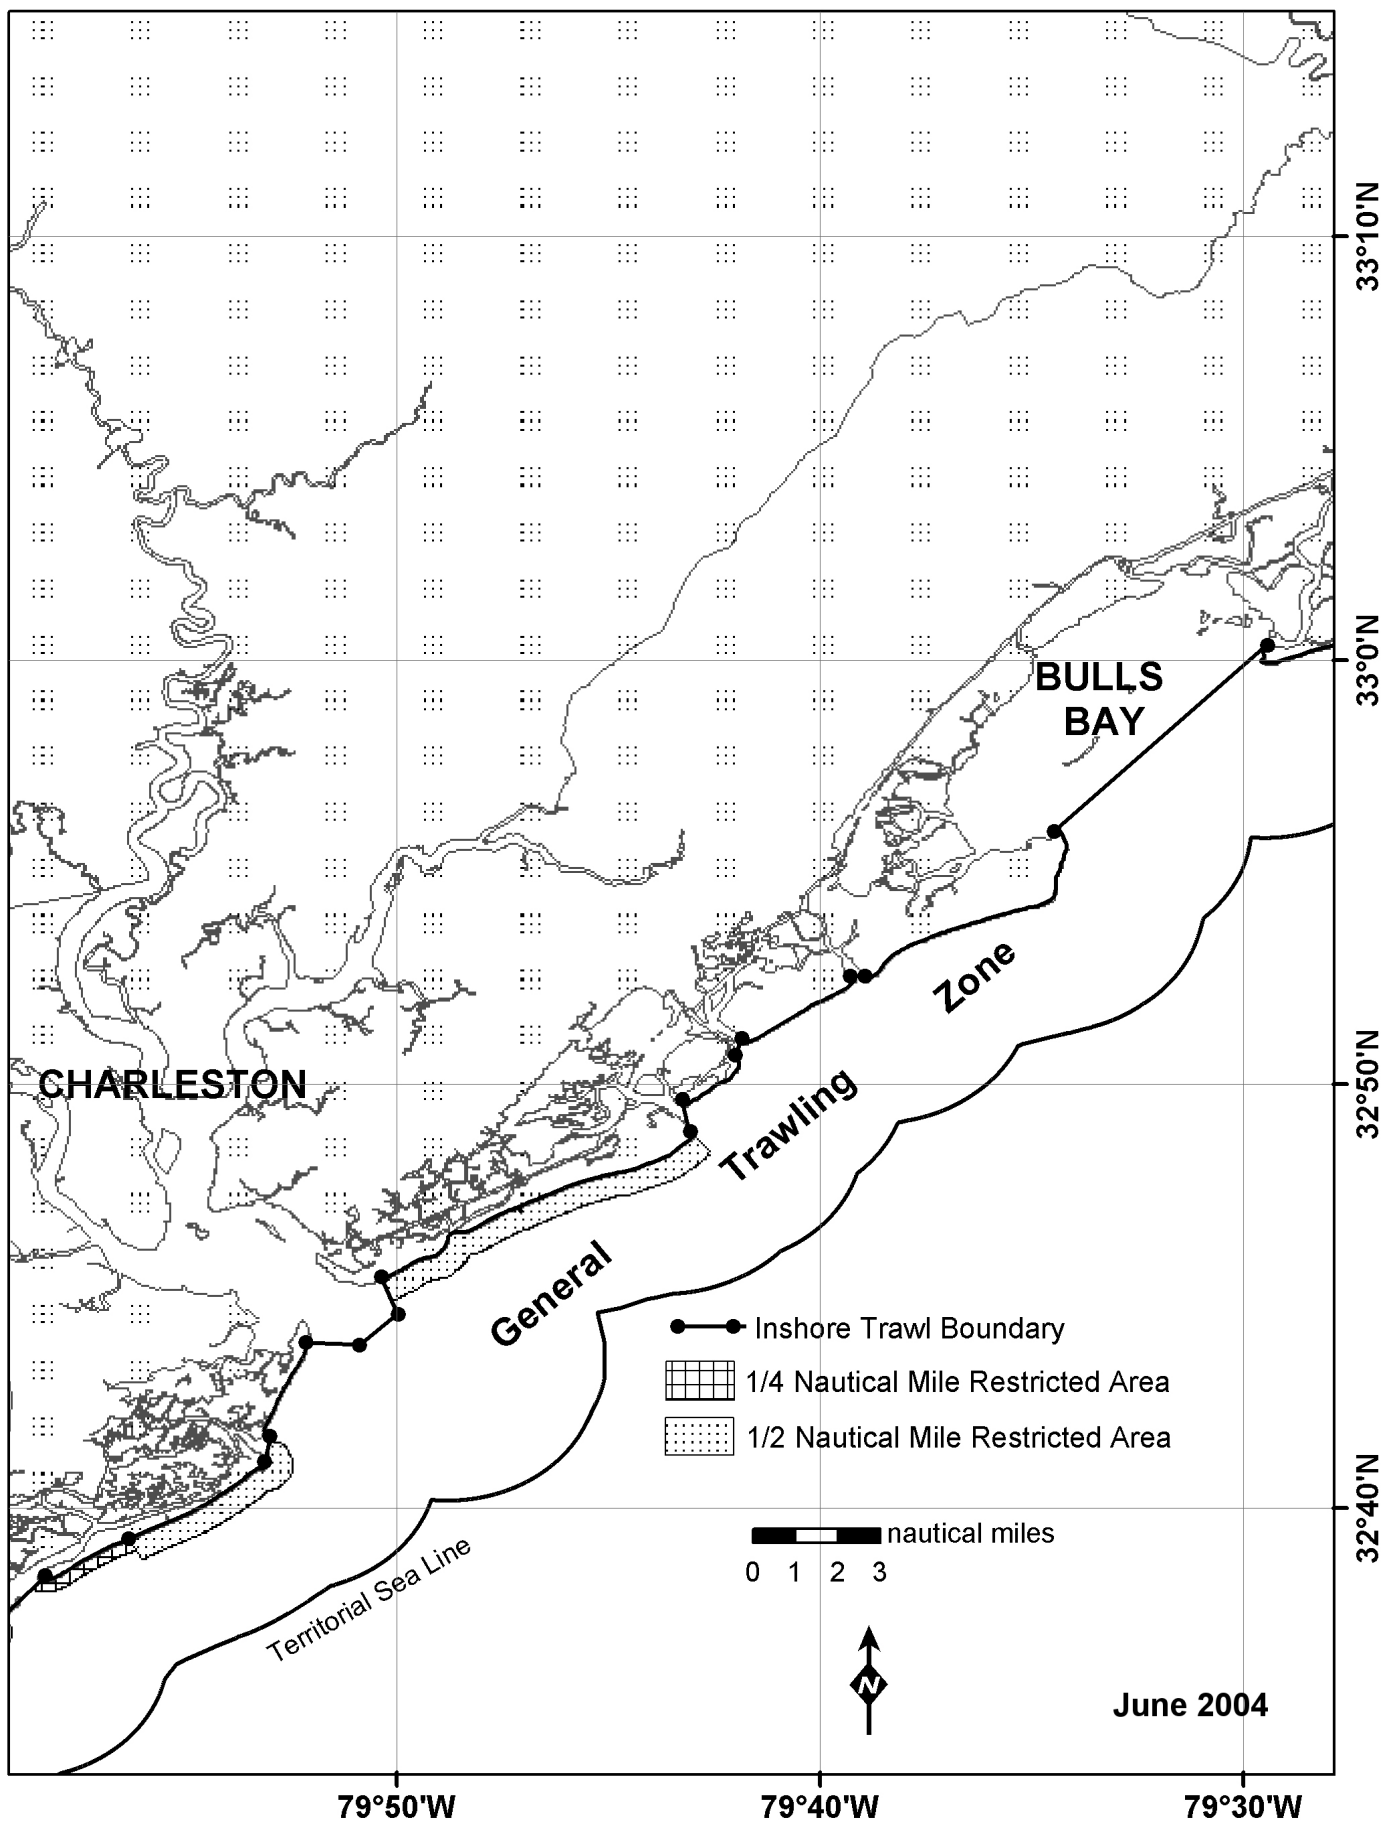 33°10'N
33°0'N
BULLS
BAY
Zone
32°50'N
CHARLESTON
Trawling
General
Inshore Trawl Boundary
1/4 Nautical Mile Restricted Area
1/2 Nautical Mile Restricted Area
32°40'N
nautical miles
0 1 2 3
Territorial Sea Line
N
June 2004
79°50'W 79°40'W 79°30'W